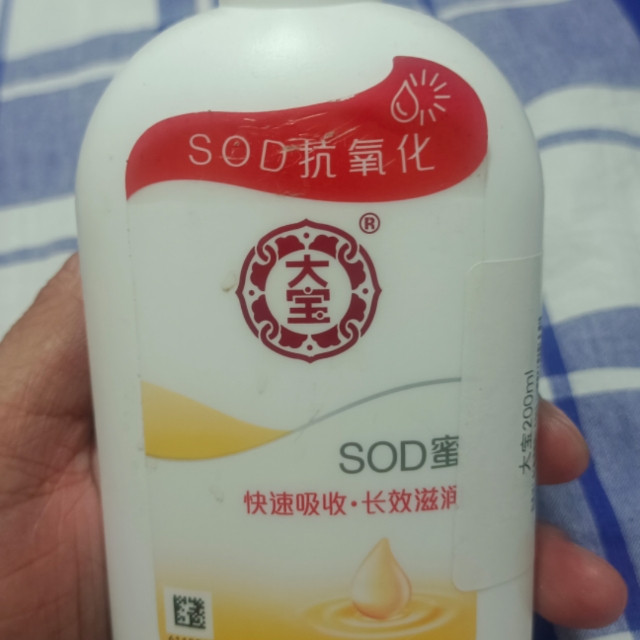 SOD抗氧化
®
大宝
SOD蜜
快速吸收·长效滋润
大宝200ml